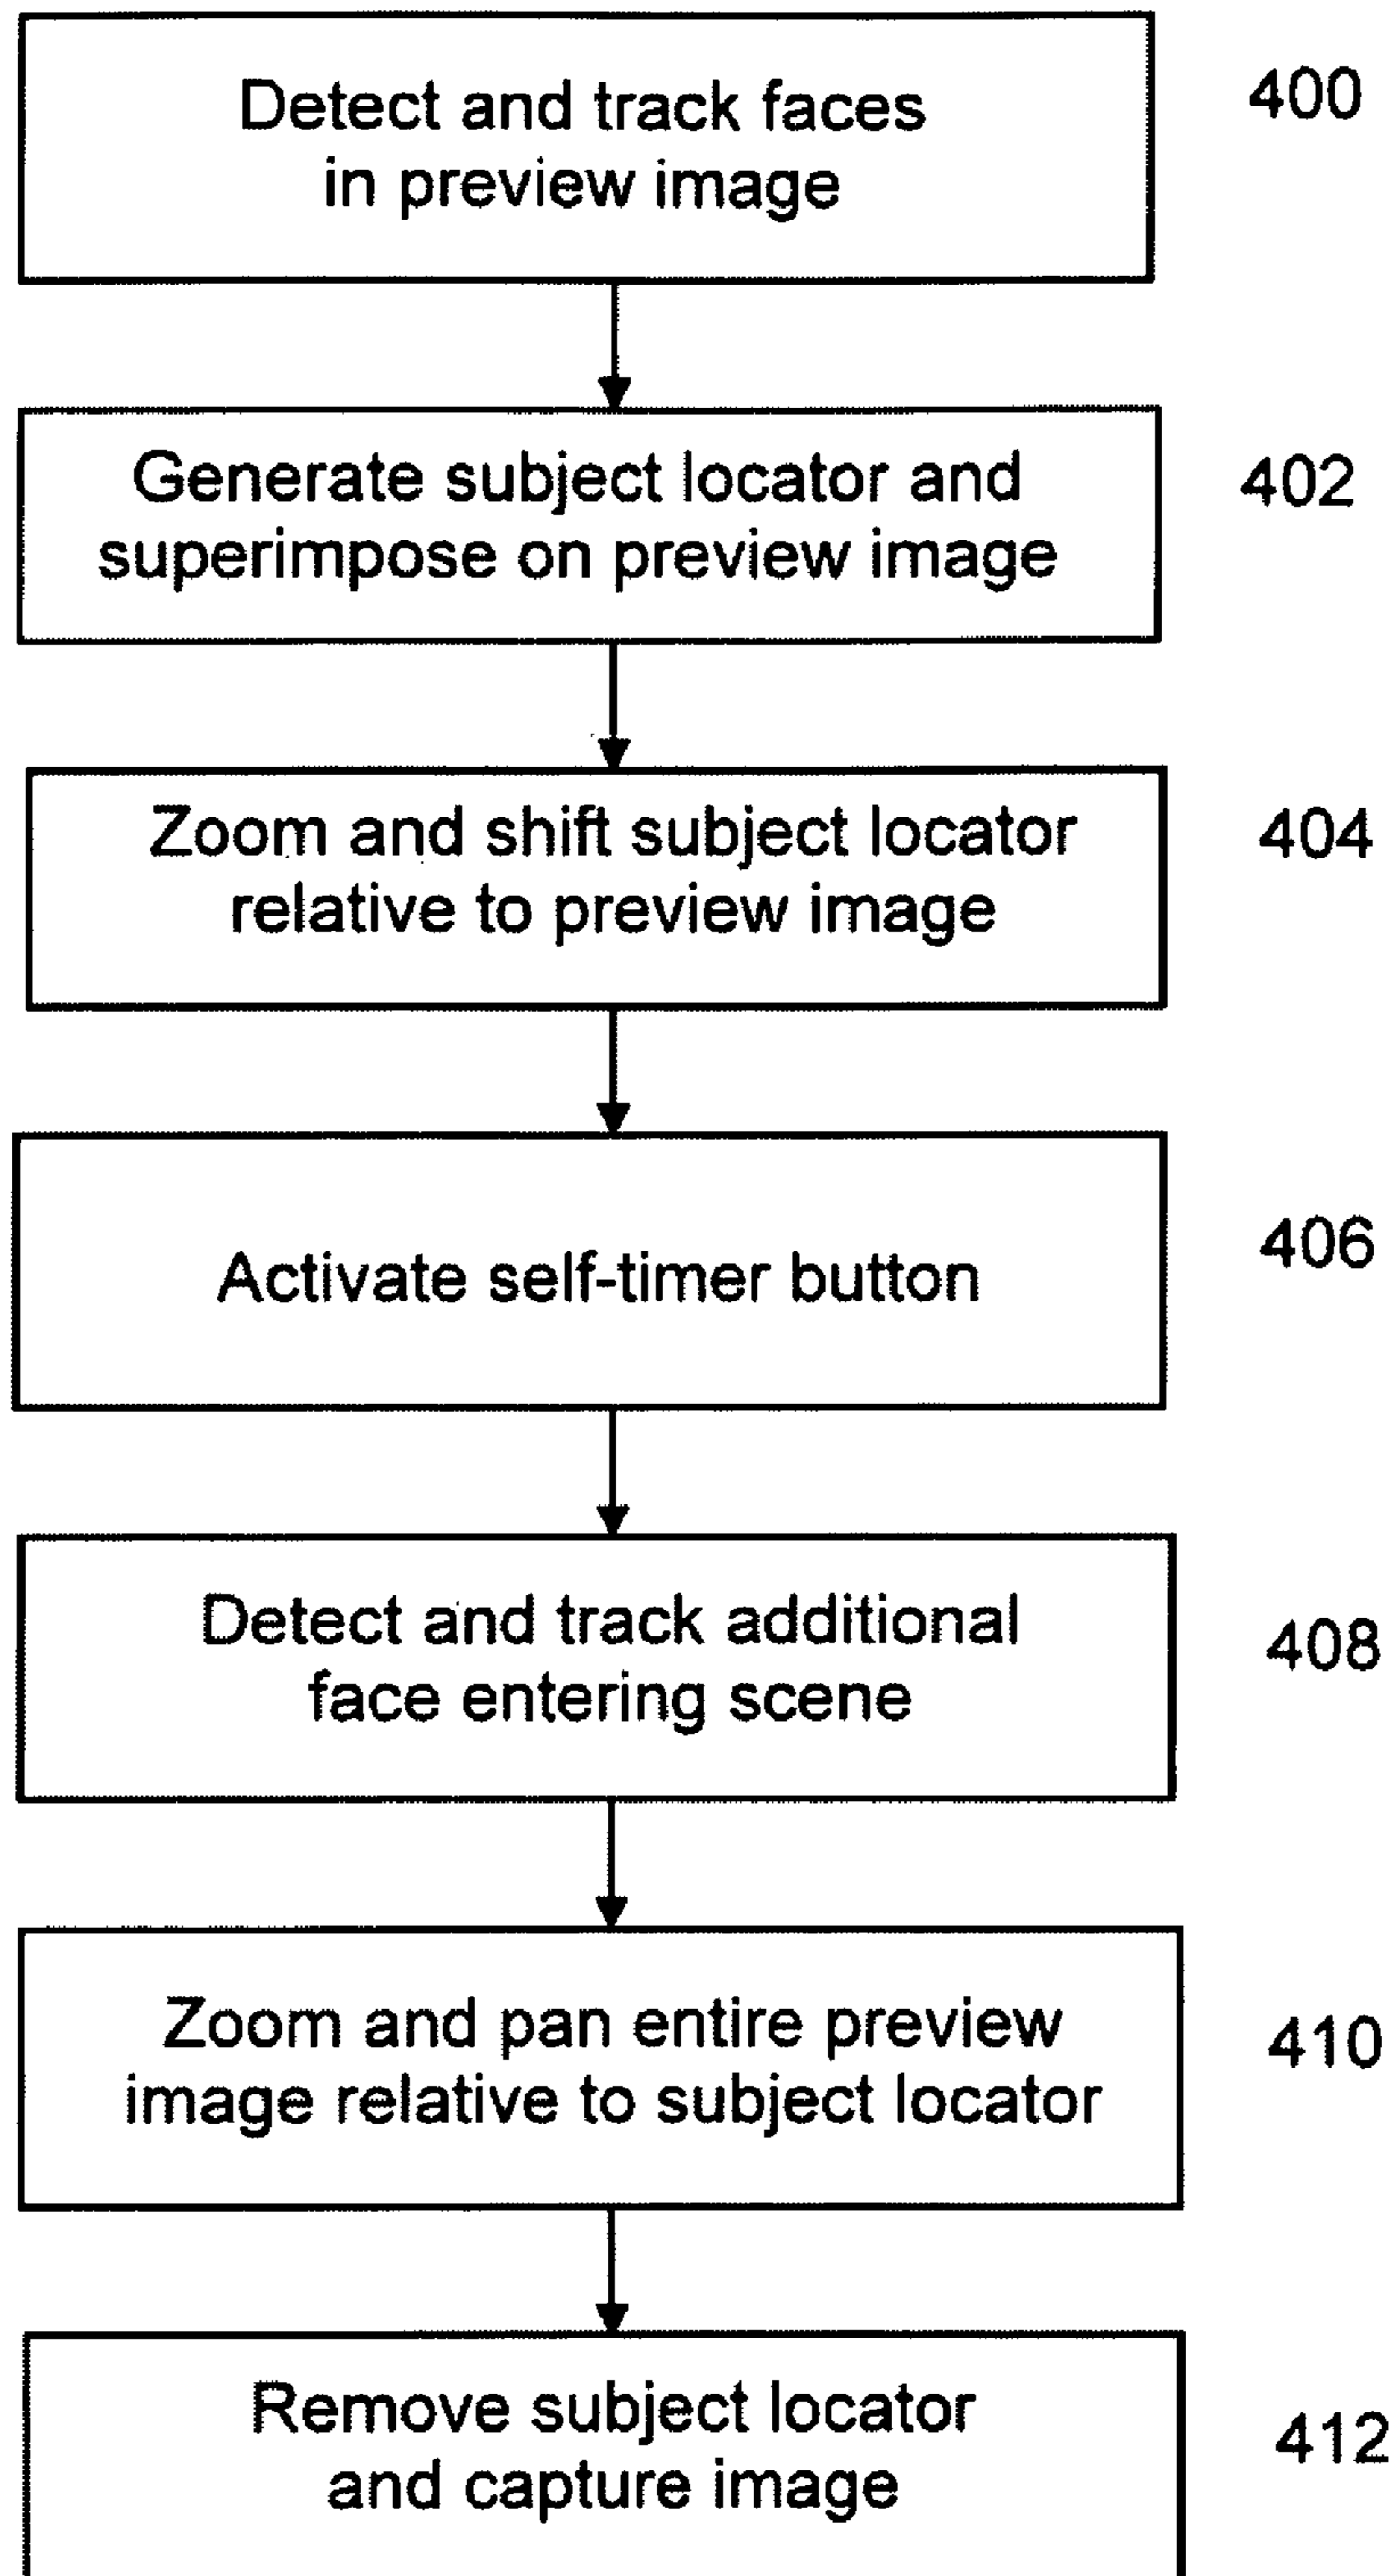 Detect and track faces
in preview image
400
Generate subject locator and
superimpose on preview image
402
Zoom and shift subject locator
relative to preview image
404
Activate self-timer button
406
Detect and track additional
face entering scene
408
Zoom and pan entire preview
image relative to subject locator
410
Remove subject locator
and capture image
412